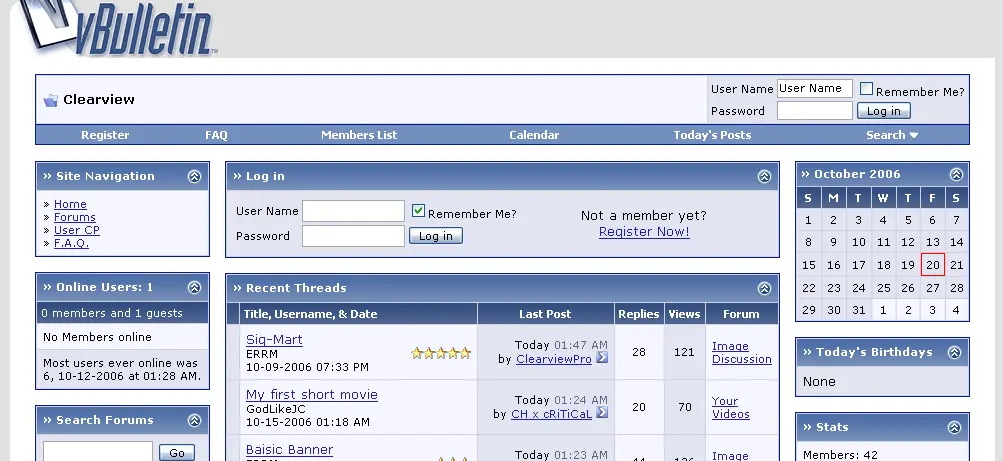 vBulletin™
Clearview
User Name User Name Remember Me?
Password Log in
Register FAQ Members List Calendar Today's Posts Search
» Site Navigation
» Home
» Forums
» User CP
» F.A.Q.
» Online Users: 1
0 members and 1 guests
No Members online
Most users ever online was
6, 10-12-2006 at 01:28 AM.
» Search Forums
Go
» Log in
User Name Remember Me?
Password Log in
Not a member yet?
Register Now!
» Recent Threads
Title, Username, & Date Last Post Replies Views Forum
Sig-Mart
ERRM
10-09-2006 07:33 PM
Today 01:47 AM
by ClearviewPro
28 121
Image
Discussion
My first short movie
GodLikeJC
10-15-2006 01:18 AM
Today 01:24 AM
by CH x cRiTiCaL
20 70
Your
Videos
Baisic Banner
Today 01:23 AM
Image
» October 2006
S M T W T F S
1 2 3 4 5 6 7
8 9 10 11 12 13 14
15 16 17 18 19 20 21
22 23 24 25 26 27 28
29 30 31 1 2 3 4
» Today's Birthdays
None
» Stats
Members: 42